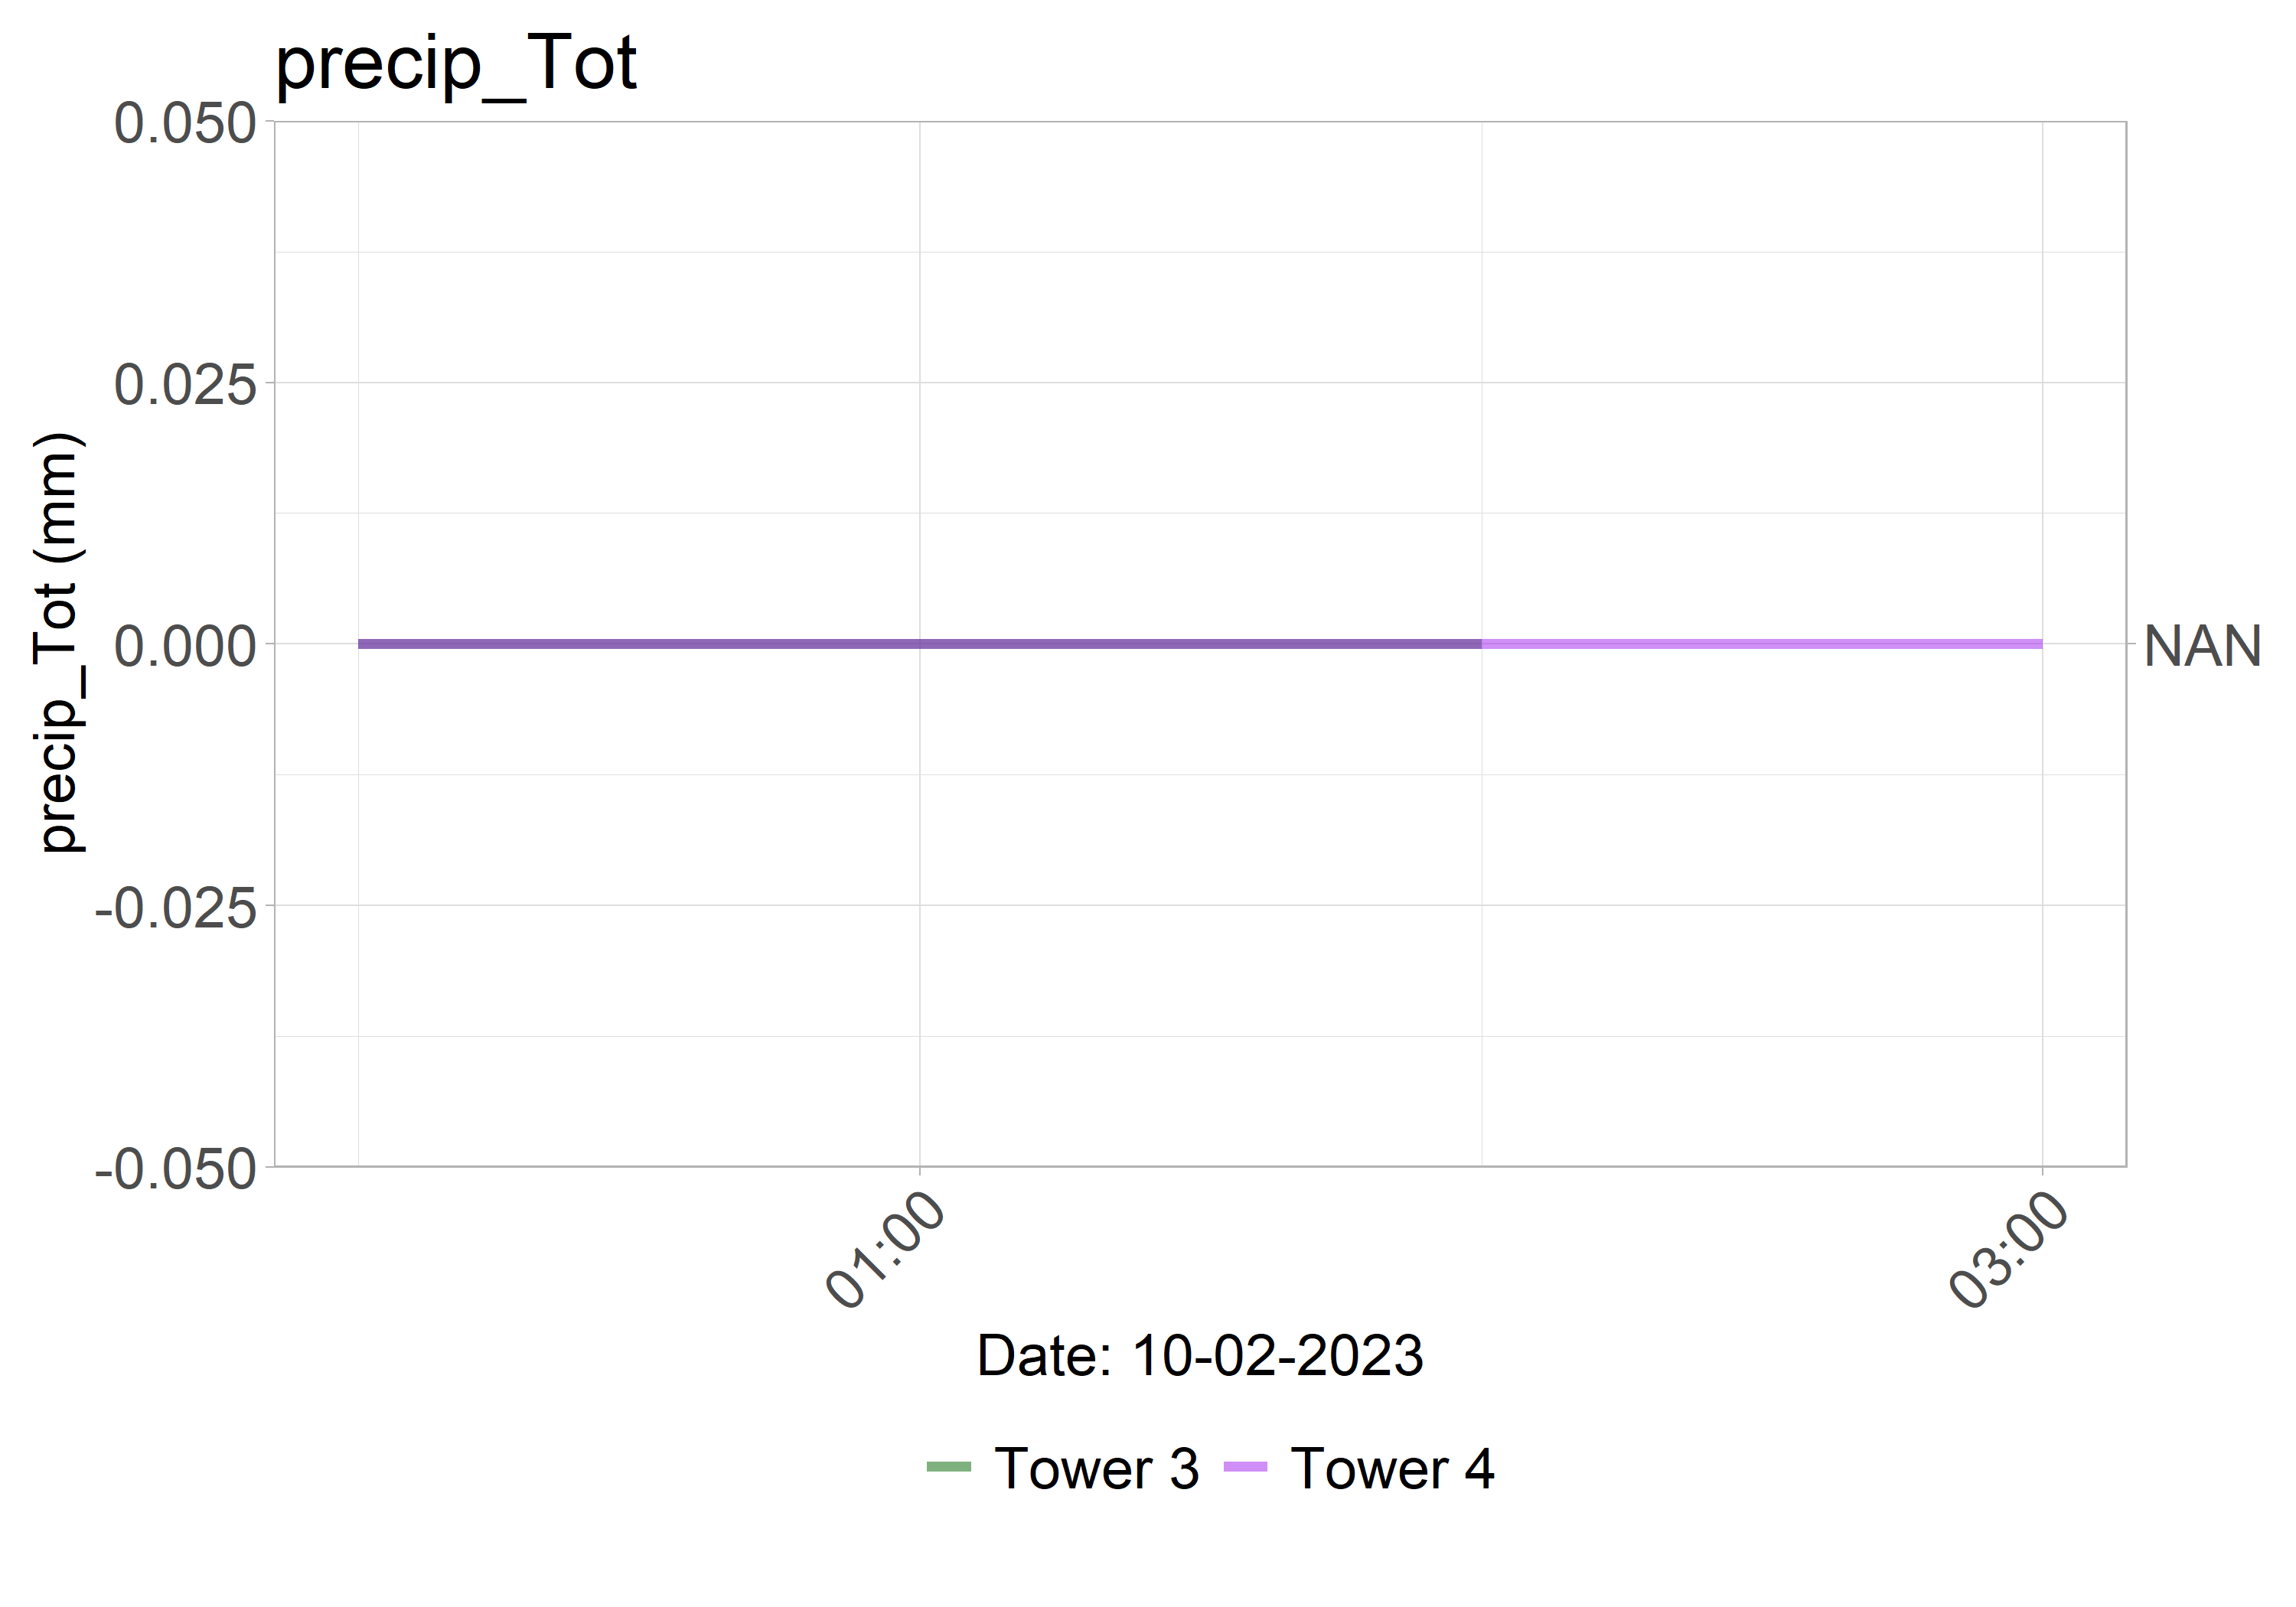 precip_Tot
0.050
0.025
0.000
-0.025
-0.050
precip_Tot (mm)
NAN
01:00
03:00
Date: 10-02-2023
Tower 3
Tower 4